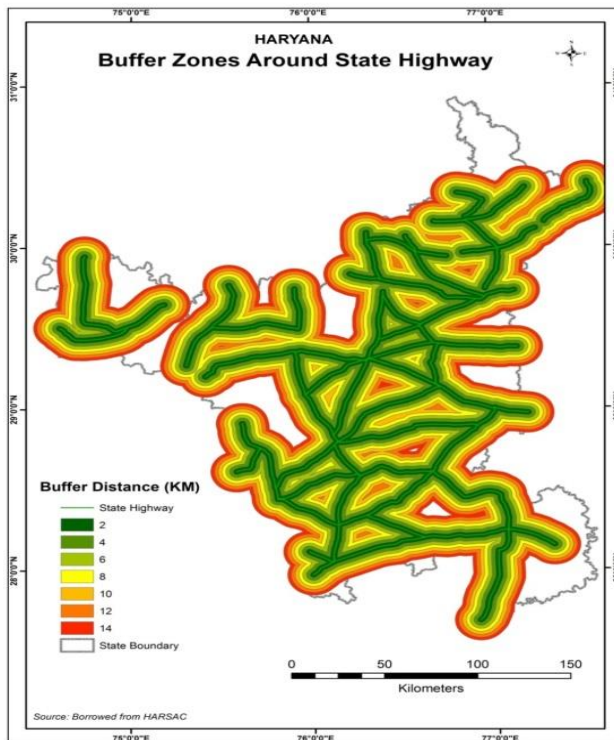 75°0'0"E 76°0'0"E 77°0'0"E
HARYANA
Buffer Zones Around State Highway
31°0'0"N
30°0'0"N
29°0'0"N
28°0'0"N
Buffer Distance (KM)
State Highway
2
4
6
8
10
12
14
State Boundary
0 50 100 150
Kilometers
Source: Borrowed from HARSAC
75°0'0"E 76°0'0"E 77°0'0"E